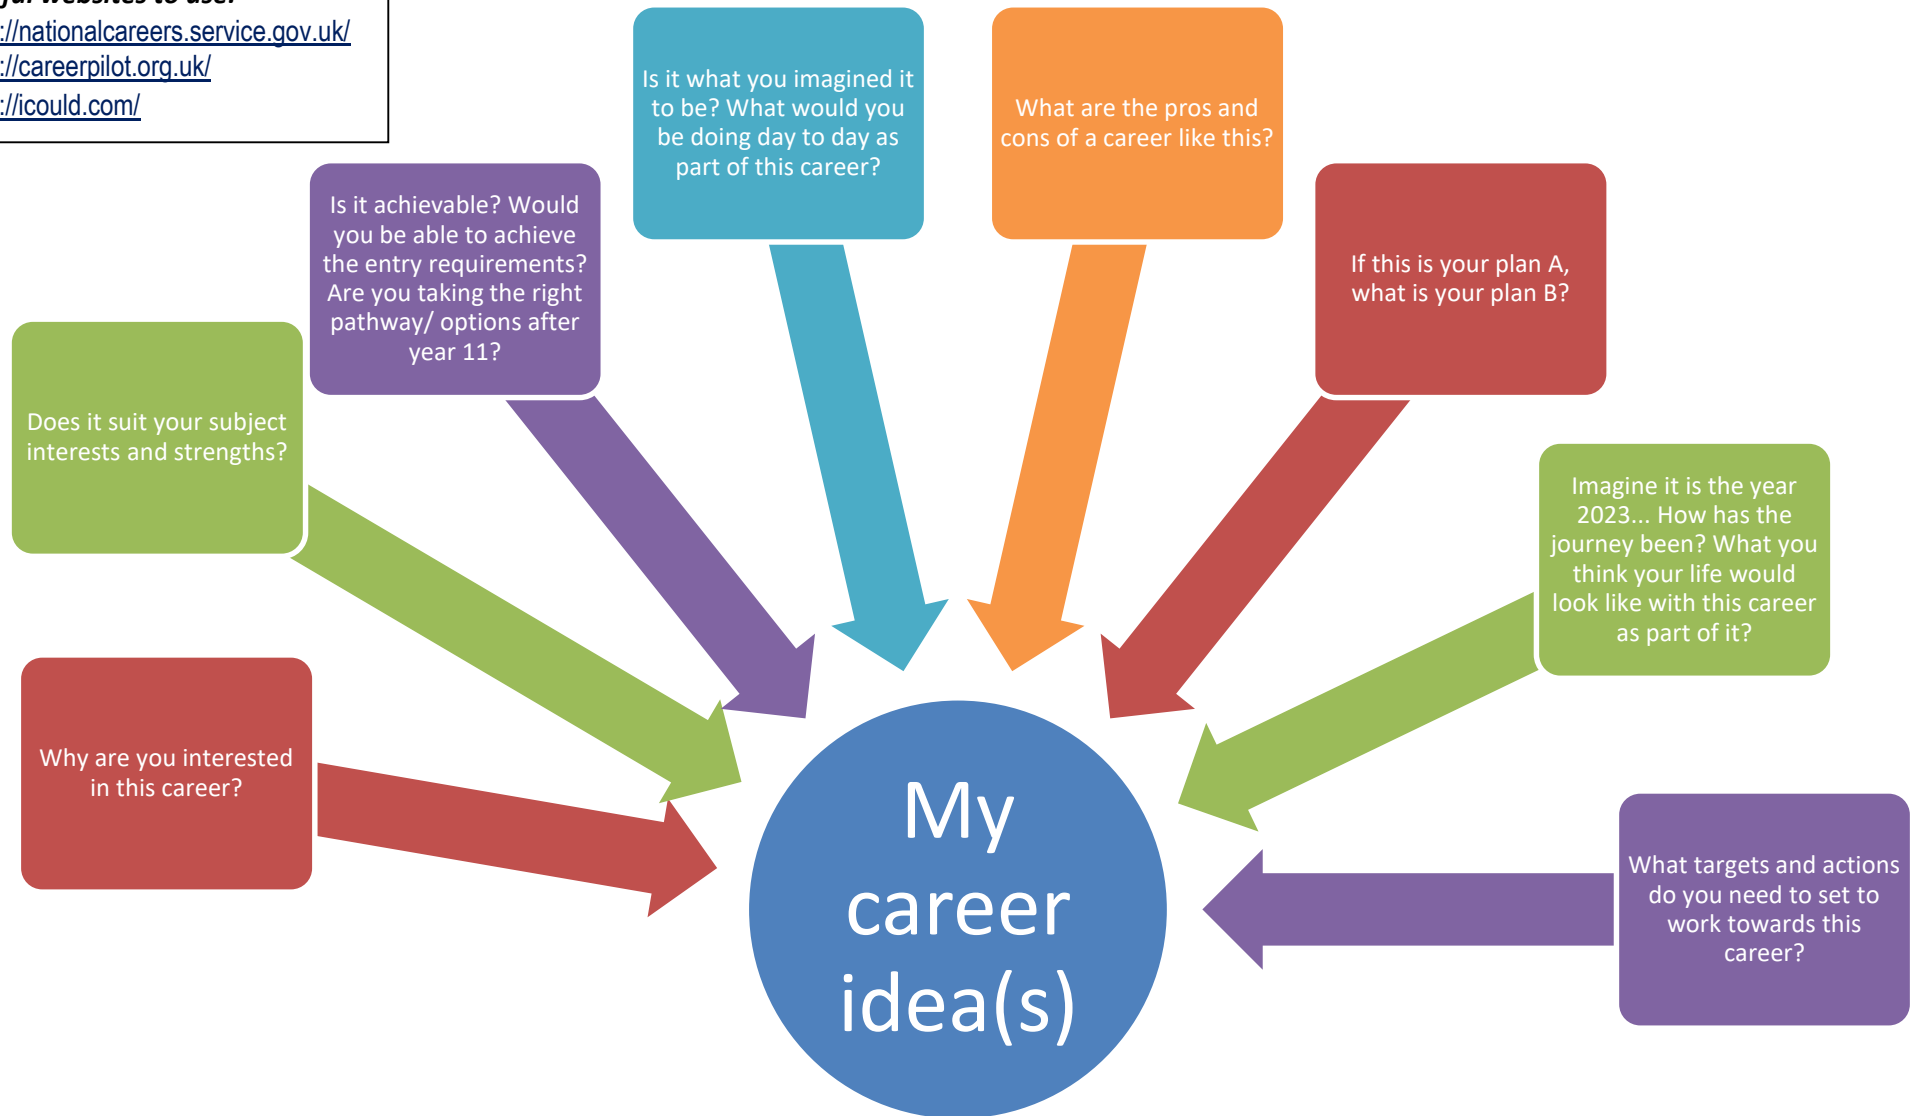 ful websites to use:
://nationalcareers.service.gov.uk/
://careerpilot.org.uk/
://icould.com/
Is it what you imagined it
to be? What would you
be doing day to day as
part of this career?
What are the pros and
cons of a career like this?
Is it achievable? Would
you be able to achieve
the entry requirements?
Are you taking the right
pathway/ options after
year 11?
If this is your plan A,
what is your plan B?
Does it suit your subject
interests and strengths?
Imagine it is the year
2023... How has the
journey been? What you
think your life would
look like with this career
as part of it?
Why are you interested
in this career?
What targets and actions
do you need to set to
work towards this
career?
My
career
idea(s)